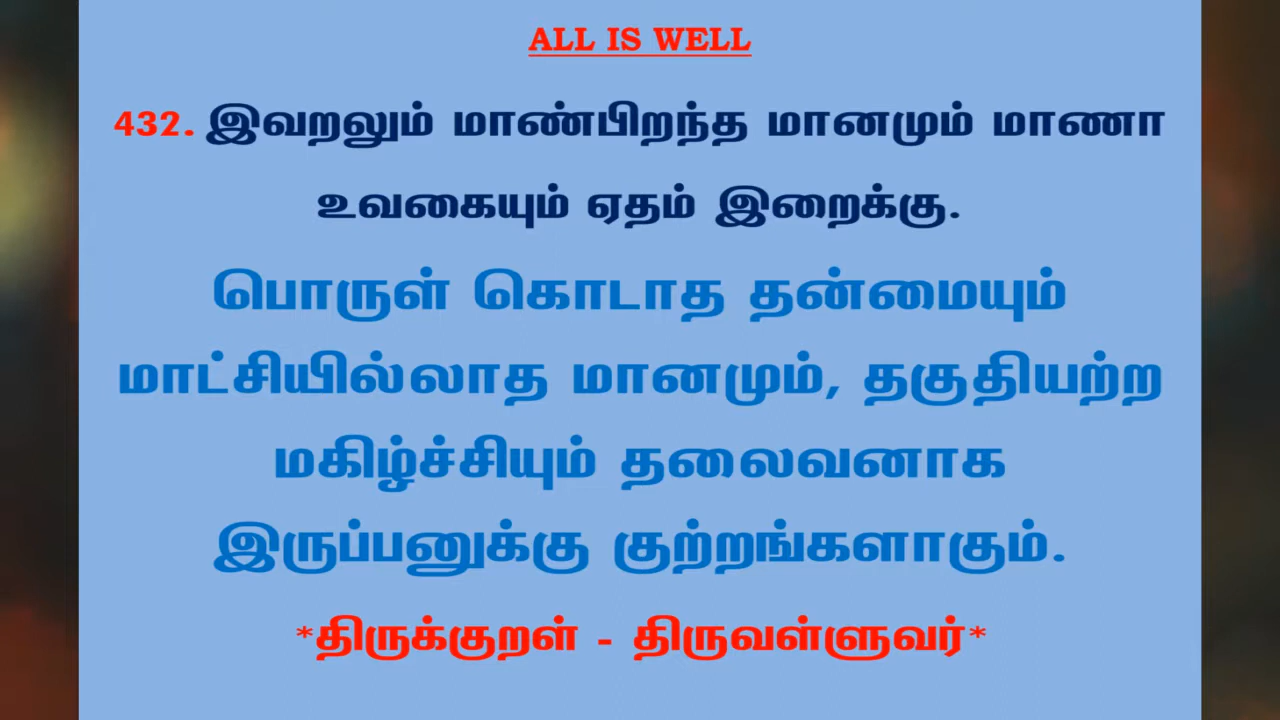 ALL IS WELL
432. இவறலும் மாண்பிறந்த மானமும் மாணா
உவகையும் ஏதம் இறைக்கு.
பொருள் கொடாத தன்மையும்
மாட்சியில்லாத மானமும், தகுதியற்ற
மகிழ்ச்சியும் தலைவனாக
இருப்பனுக்கு குற்றங்களாகும்.
*திருக்குறள் - திருவள்ளுவர்*